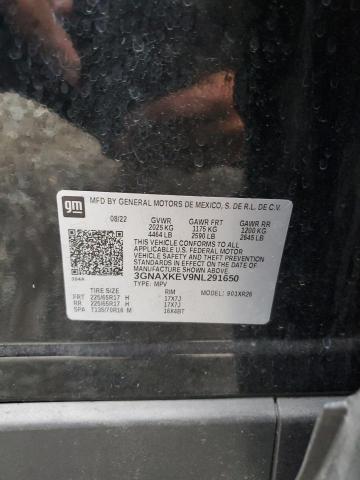 gm MFD BY GENERAL MOTORS DE MEXICO, S. DE R.L. DE C.V.
08/22 GVWR GAWR FRT GAWR RR
2025 KG 1175 KG 1200 KG
4464 LB 2590 LB 2645 LB
THIS VEHICLE CONFORMS TO ALL APPLICABLE
U.S. FEDERAL MOTOR VEHICLE SAFETY, BUMPER, AND THEFT
PREVENTION STANDARDS IN EFFECT ON THE DATE OF
MANUFACTURE SHOWN ABOVE.
3GNAXKEV9NL291650
TYPE: MPV
TIRE SIZE RIM MODEL: 901XR26
FRT 225/65R17 H 17X7J
RR 225/65R17 H 17X7J
SPA T135/70R16 M 16X4BT